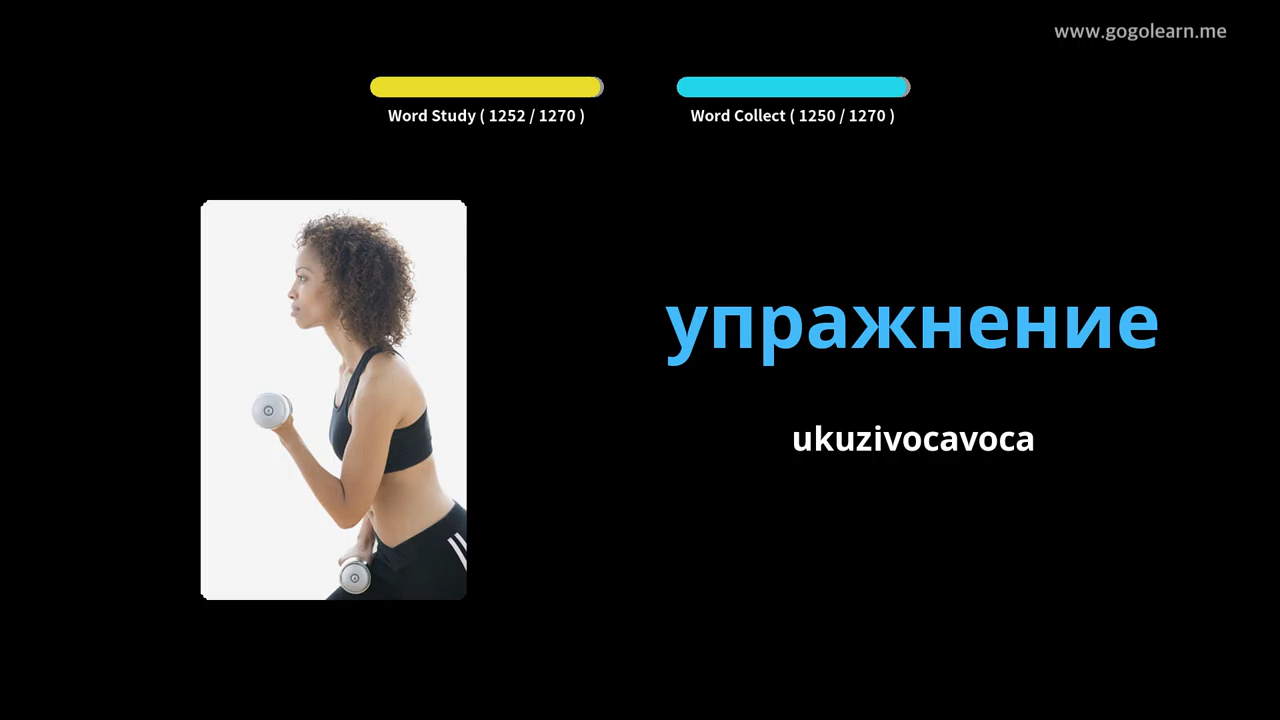 www.gogolearn.me
Word Study ( 1252 / 1270 )
Word Collect ( 1250 / 1270 )
упражнение
ukuzivocavoca